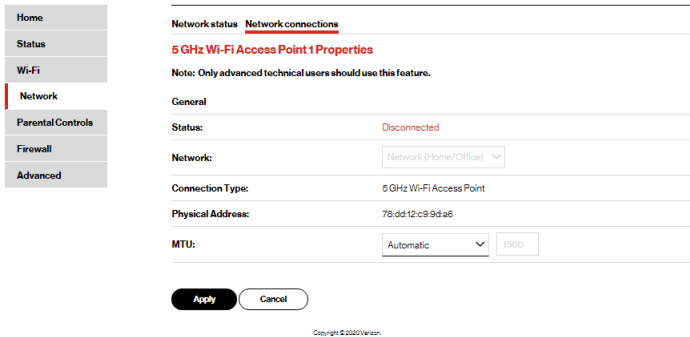 Home
Status
Wi-Fi
Network
Parental Controls
Firewall
Advanced
Network status Network connections
5 GHz Wi-Fi Access Point 1 Properties
Note: Only advanced technical users should use this feature.
General
Status: Disconnected
Network: Network (Home/Office)
Connection Type: 5 GHz Wi-Fi Access Point
Physical Address: 78:dd:12:c9:9d:a6
MTU: Automatic 1500
Apply Cancel
Copyright © 2020 Verizon.